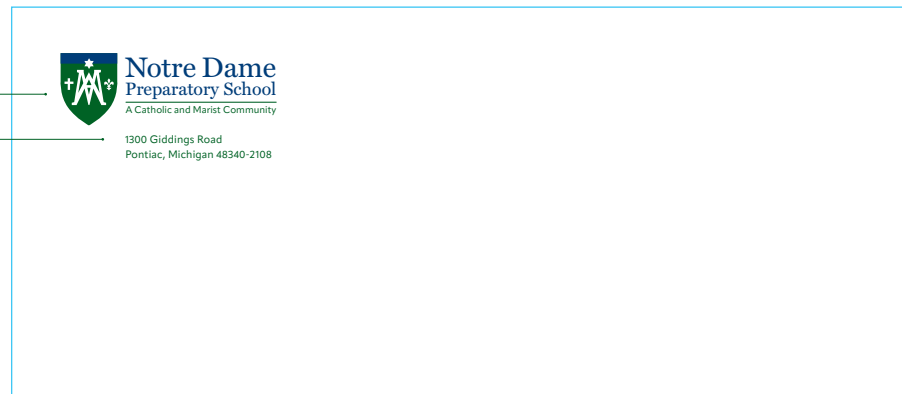 Notre Dame
Preparatory School
A Catholic and Marist Community
1300 Giddings Road
Pontiac, Michigan 48340-2108